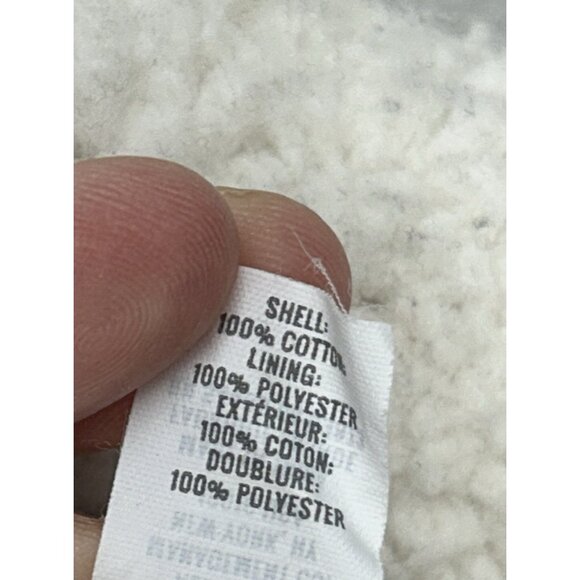 SHELL:
100% COTTON;
LINING:
100% POLYESTER
EXTÉRIEUR:
100% COTON;
DOUBLURE:
100% POLYESTER